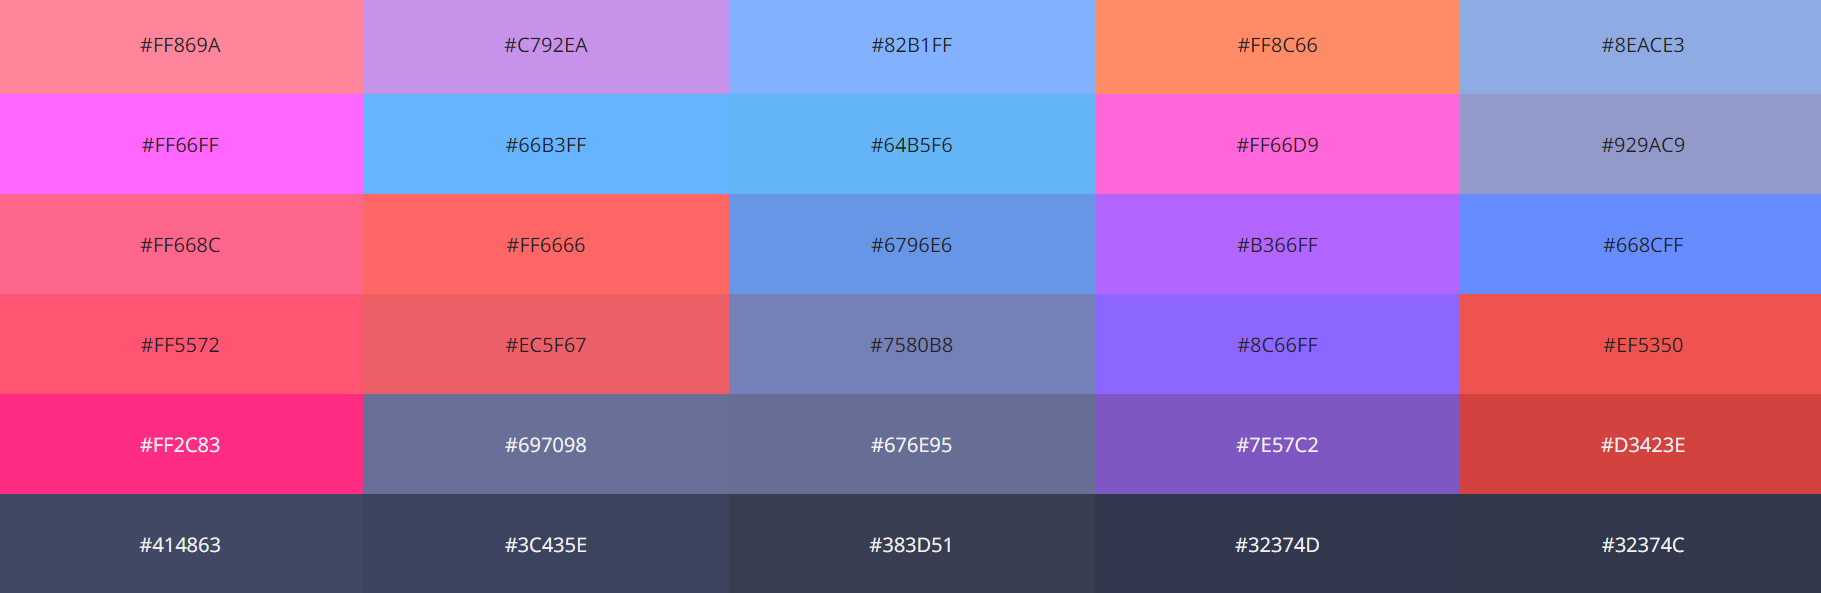 #FF869A #C792EA #82B1FF #FF8C66 #8EACE3
#FF66FF #66B3FF #64B5F6 #FF66D9 #929AC9
#FF668C #FF6666 #6796E6 #B366FF #668CFF
#FF5572 #EC5F67 #7580B8 #8C66FF #EF5350
#FF2C83 #697098 #676E95 #7E57C2 #D3423E
#414863 #3C435E #383D51 #32374D #32374C